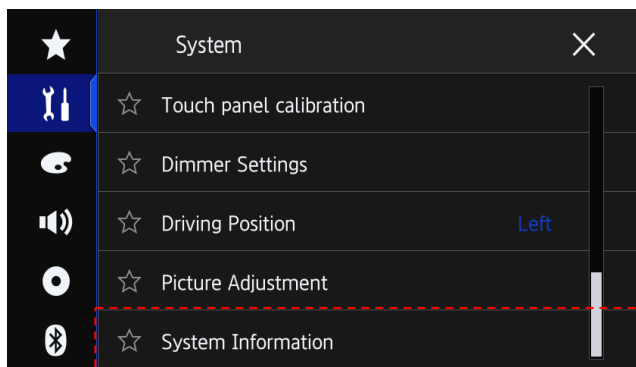 System
Touch panel calibration
Dimmer Settings
Driving Position Left
Picture Adjustment
System Information